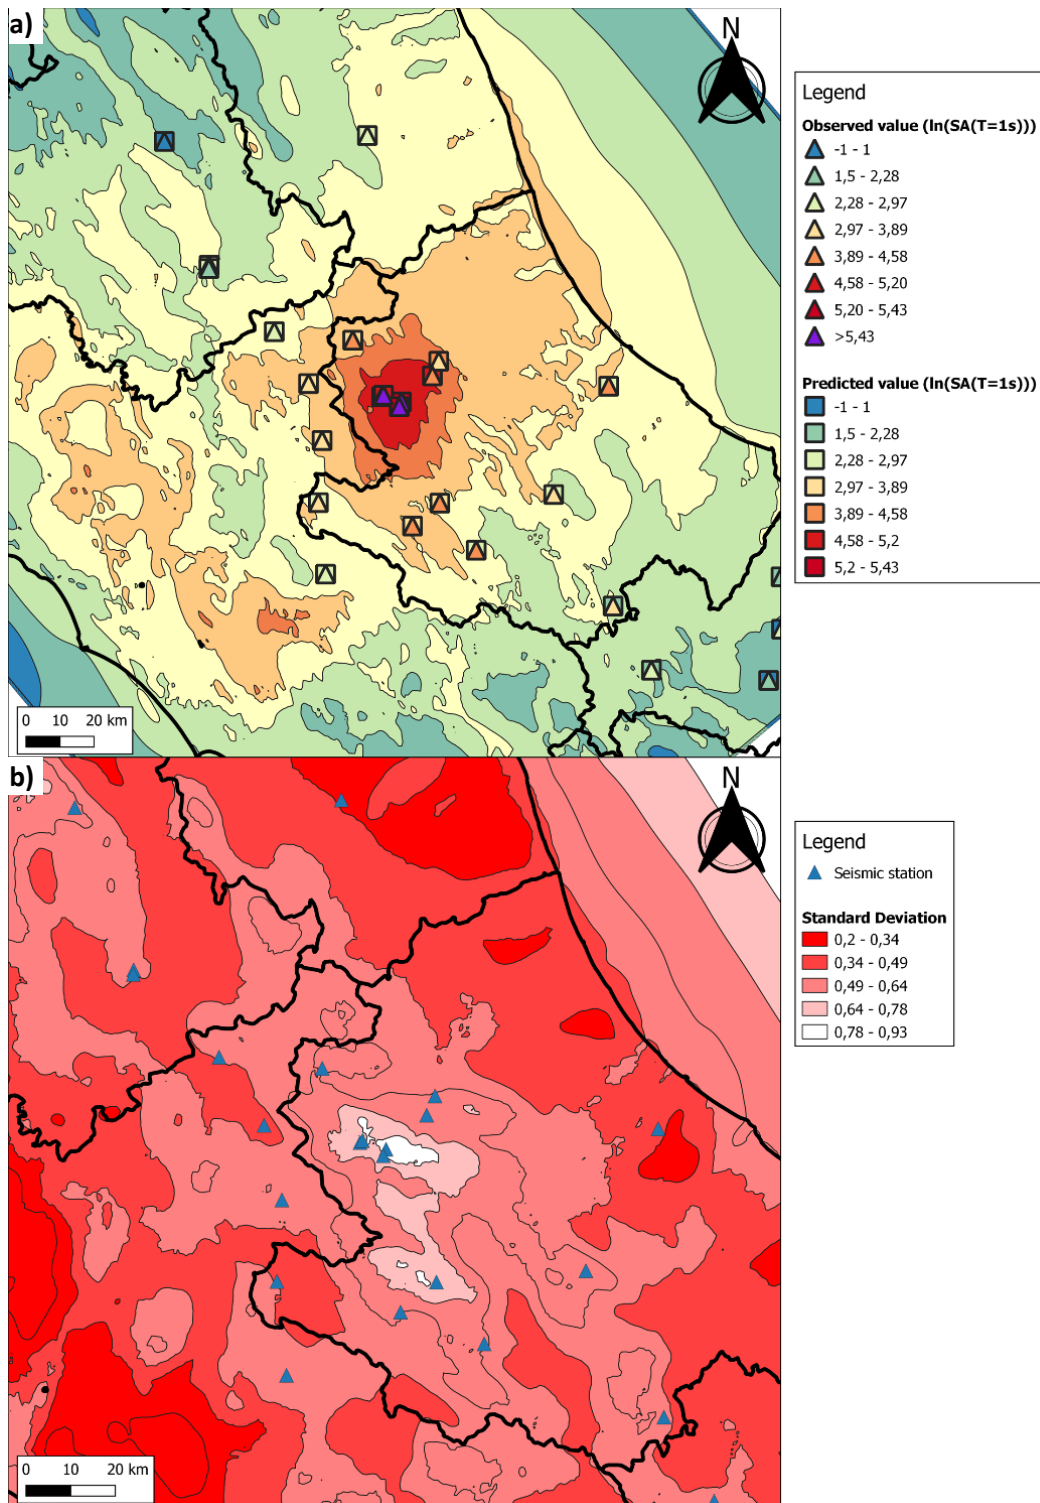 a)
N
0 10 20 km
Legend
Observed value (ln(SA(T=1s)))
-1 - 1
1,5 - 2,28
2,28 - 2,97
2,97 - 3,89
3,89 - 4,58
4,58 - 5,20
5,20 - 5,43
>5,43
Predicted value (ln(SA(T=1s)))
-1 - 1
1,5 - 2,28
2,28 - 2,97
2,97 - 3,89
3,89 - 4,58
4,58 - 5,2
5,2 - 5,43
b)
N
0 10 20 km
Legend
Seismic station
Standard Deviation
0,2 - 0,34
0,34 - 0,49
0,49 - 0,64
0,64 - 0,78
0,78 - 0,93